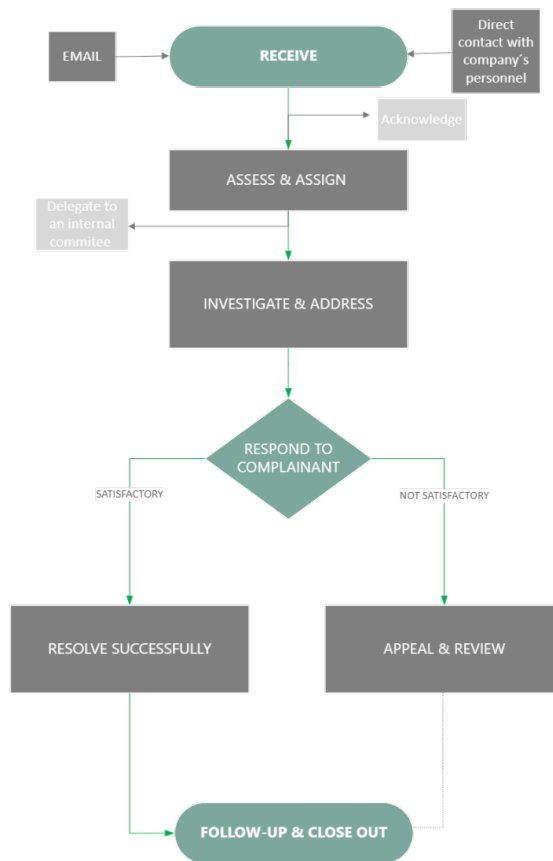 EMAIL
RECEIVE
Direct
contact with
company´s
personnel
Acknowledge
ASSESS & ASSIGN
Delegate to
an internal
commitee
INVESTIGATE & ADDRESS
RESPOND TO
COMPLAINANT
SATISFACTORY
NOT SATISFACTORY
RESOLVE SUCCESSFULLY
APPEAL & REVIEW
FOLLOW-UP & CLOSE OUT